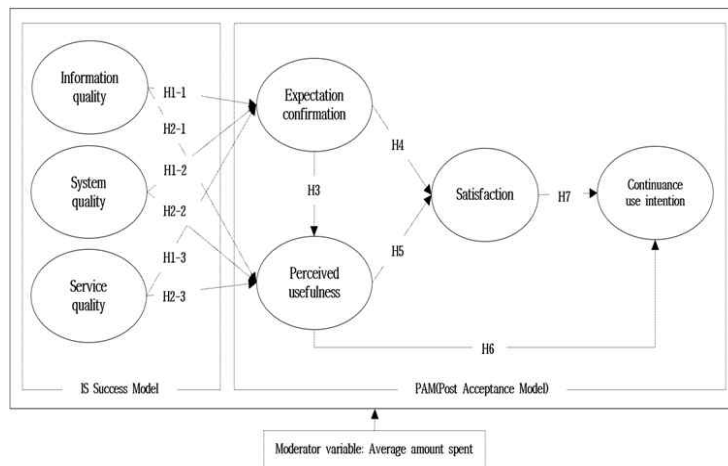 Information
quality
H1-1
H2-1
System
quality
H1-2
H2-2
Service
quality
H1-3
H2-3
IS Success Model
Expectation
confirmation
H4
H3
Perceived
usefulness
H5
Satisfaction
H7
Continuance
use intention
H6
PAM(Post Acceptance Model)
Moderator variable: Average amount spent